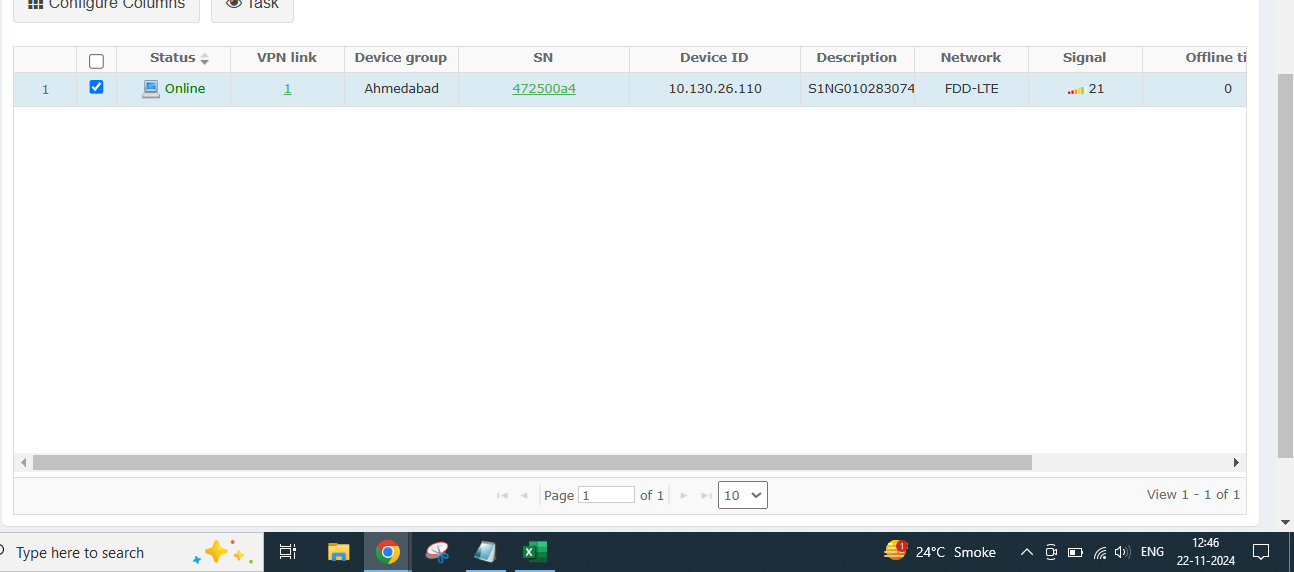 Configure Columns Task
Status VPN link Device group SN Device ID Description Network Signal Offline ti
1 Online 1 Ahmedabad 472500a4 10.130.26.110 S1NG010283074 FDD-LTE 21 0
Page 1 of 1 10 View 1 - 1 of 1
Type here to search 1 24°C Smoke ENG 12:46
22-11-2024